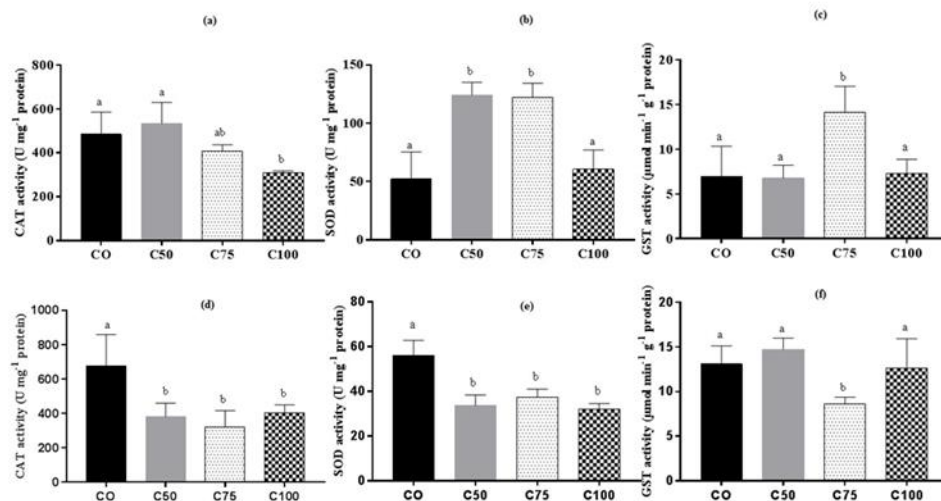 (a)
CAT activity (U mg⁻¹ protein)
800
600
400
200
0
a
a
ab
b
CO C50 C75 C100
(b)
SOD activity (U mg⁻¹ protein)
150
100
50
0
a
b
b
a
CO C50 C75 C100
(c)
GST activity (µmol min⁻¹ g⁻¹ protein)
20
15
10
5
0
a
a
b
a
CO C50 C75 C100
(d)
CAT activity (U mg⁻¹ protein)
1000
800
600
400
200
0
a
b
b
b
CO C50 C75 C100
(e)
SOD activity (U mg⁻¹ protein)
80
60
40
20
0
a
b
b
b
CO C50 C75 C100
(f)
GST activity (µmol min⁻¹ g⁻¹ protein)
20
15
10
5
0
a
a
b
a
CO C50 C75 C100